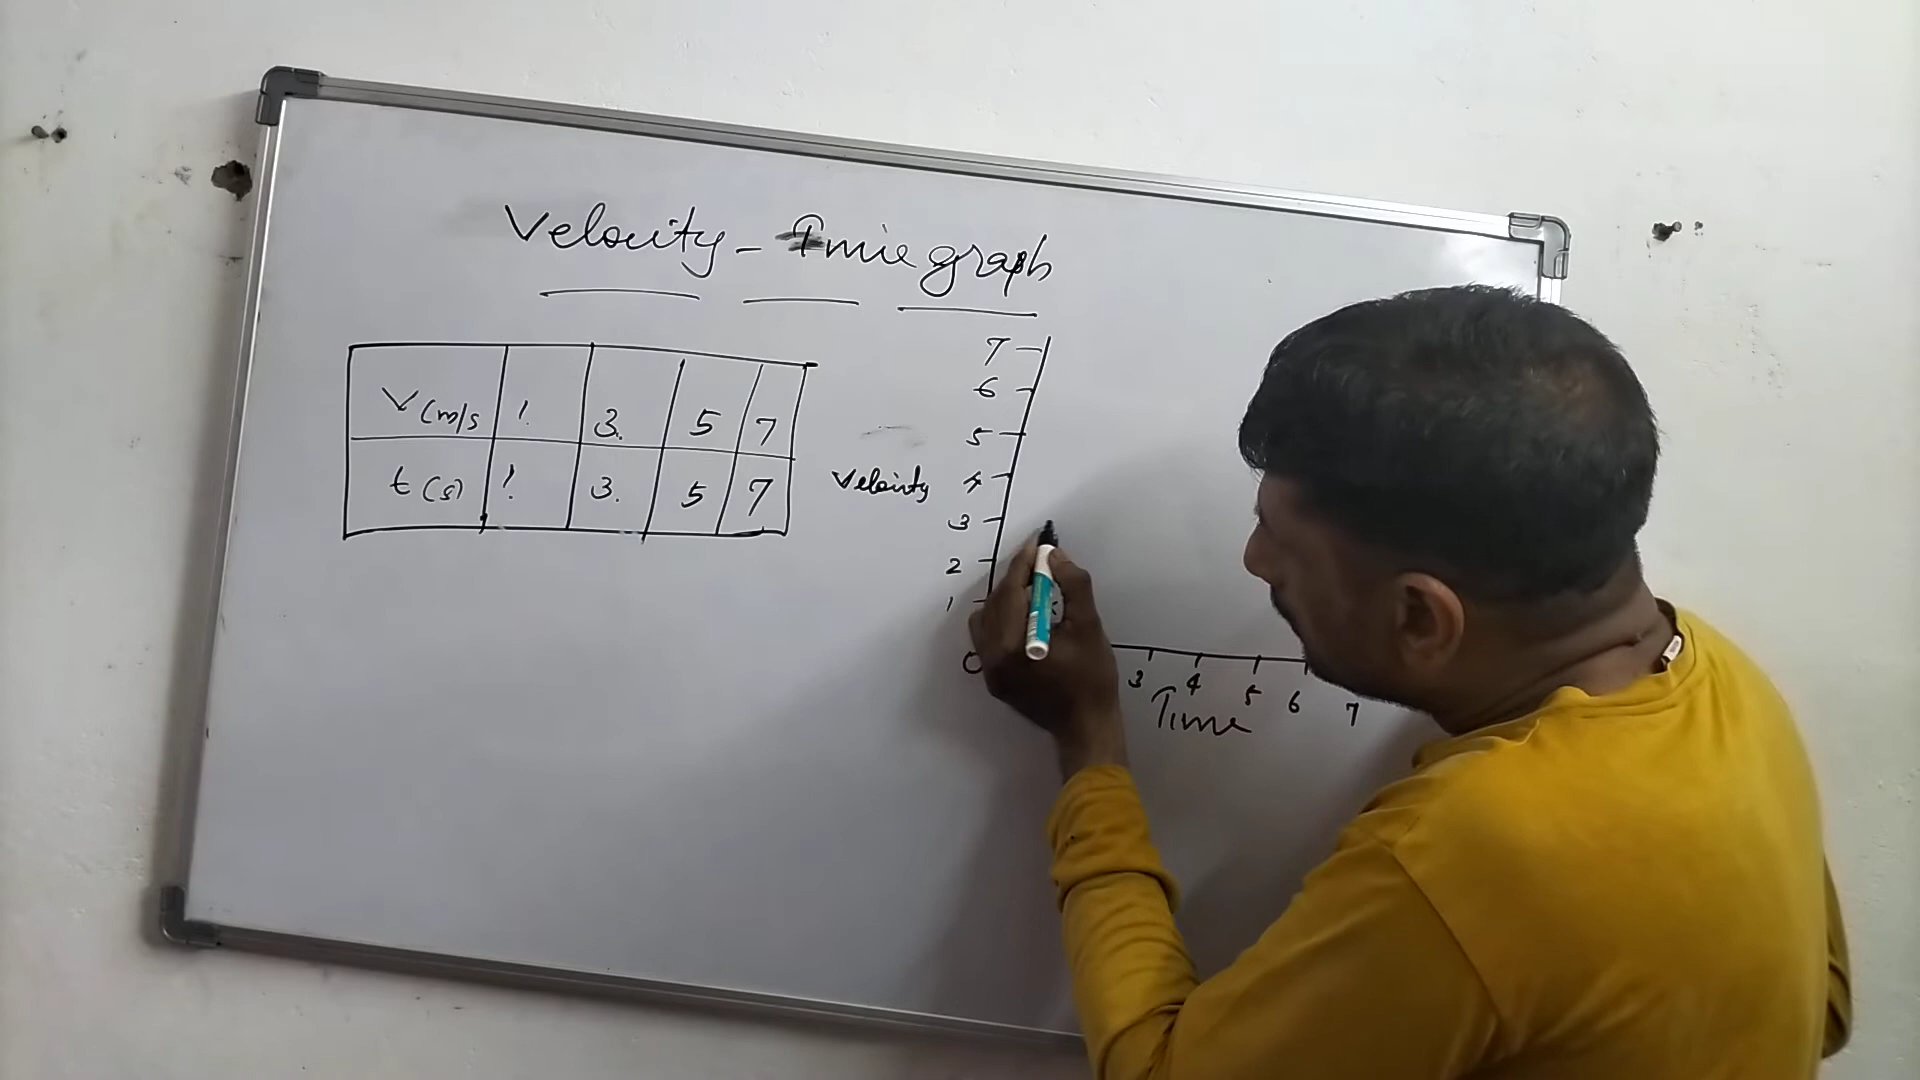 Velocity - Time graph
V (m/s 1 3. 5 7
t (s) 1 3. 5 7
7
6
5
Velocity 4
3
2
1
0 3 4 5 6 7
Time